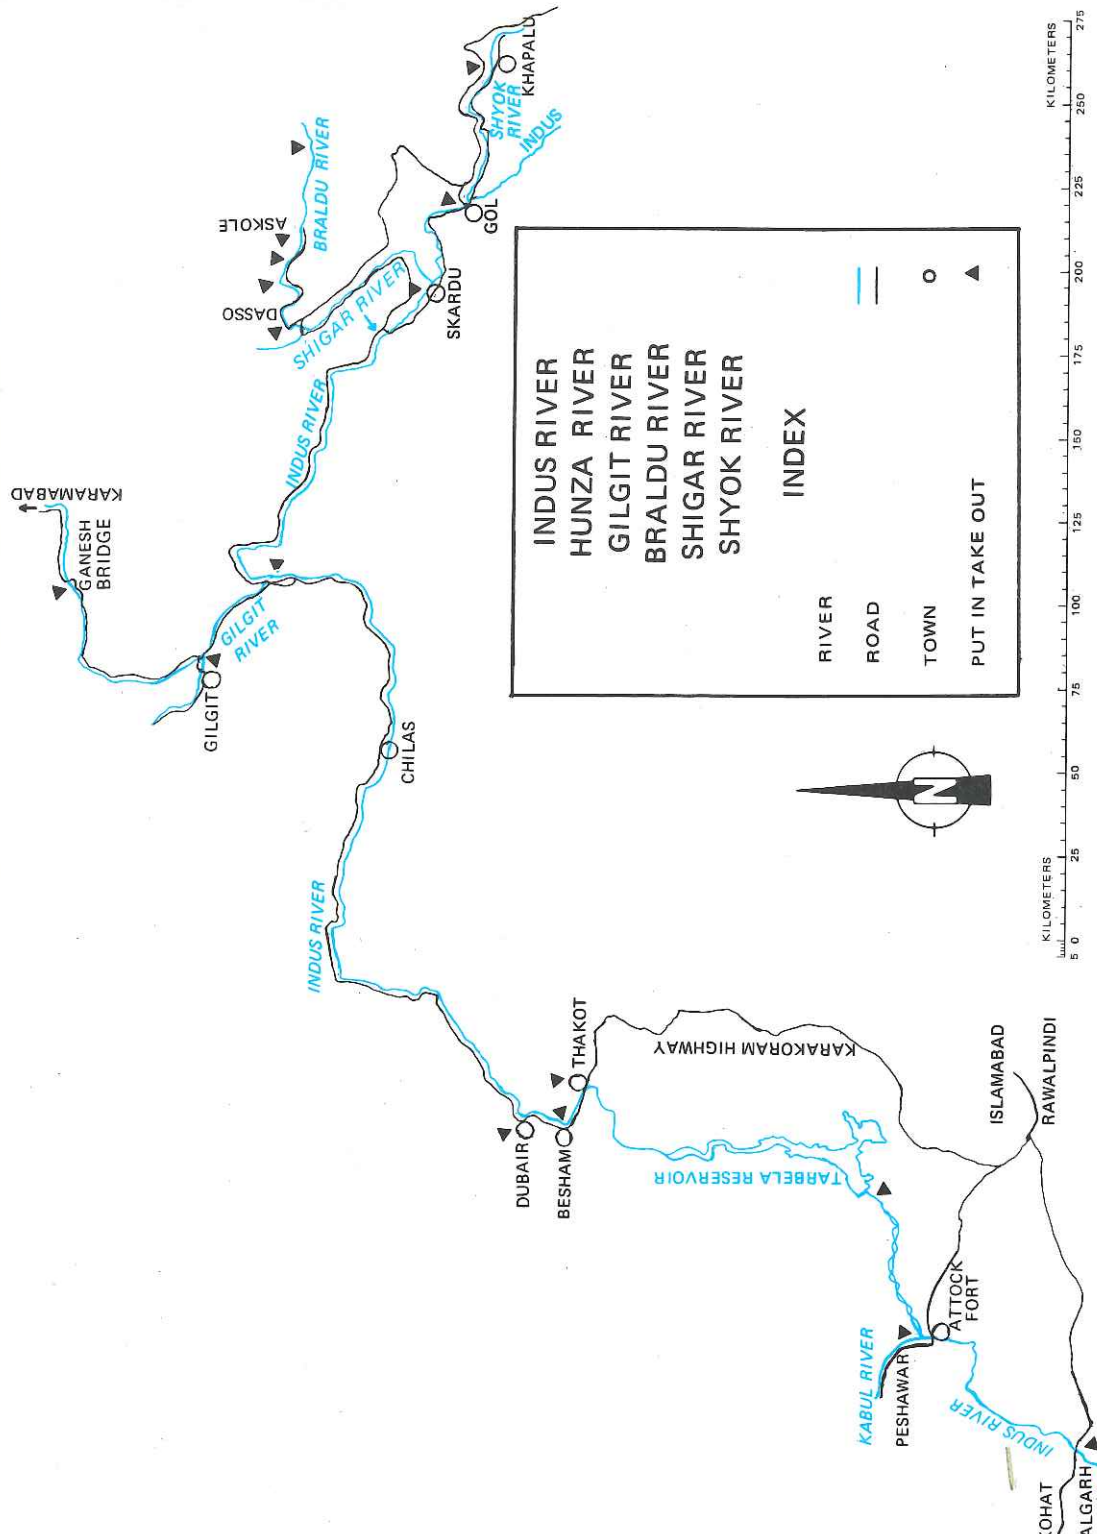 KARAMABAD
GANESH
BRIDGE
GILGIT
GILGIT
RIVER
INDUS RIVER
CHILAS
INDUS RIVER
DASSO
ASKOLE
BRALDU RIVER
SHIGAR RIVER
SKARDU
GOL
SHYOK
RIVER
INDUS
KHAPALU
DUBAIR
BESHAM
THAKOT
KARAKORAM HIGHWAY
TARBELA RESERVOIR
ISLAMABAD
RAWALPINDI
KABUL RIVER
PESHAWAR
ATTOCK
FORT
INDUS RIVER
OHAT
ALGARH
INDUS RIVER
HUNZA RIVER
GILGIT RIVER
BRALDU RIVER
SHIGAR RIVER
SHYOK RIVER
INDEX
RIVER
ROAD
TOWN
PUT IN TAKE OUT
N
KILOMETERS KILOMETERS
5 0 25 50 75 100 125 150 175 200 225 250 275